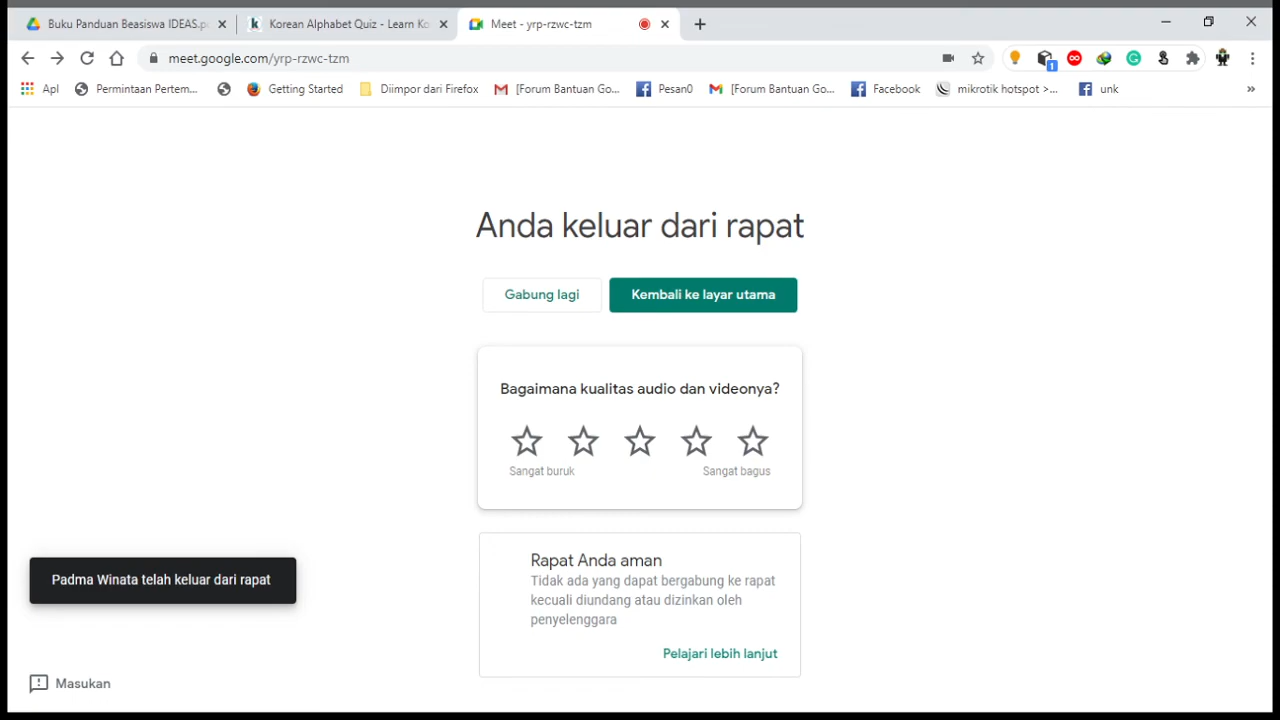 Buku Panduan Beasiswa IDEAS.p
Korean Alphabet Quiz - Learn Ko
Meet - yrp-rzwc-tzm
meet.google.com/yrp-rzwc-tzm
1
Apl
Permintaan Pertem...
Getting Started
Diimpor dari Firefox
[Forum Bantuan Go...
Pesan0
[Forum Bantuan Go...
Facebook
mikrotik hotspot >...
unk
»
Anda keluar dari rapat
Gabung lagi
Kembali ke layar utama
Bagaimana kualitas audio dan videonya?
Sangat buruk
Sangat bagus
Rapat Anda aman
Tidak ada yang dapat bergabung ke rapat
kecuali diundang atau dizinkan oleh
penyelenggara
Pelajari lebih lanjut
Padma Winata telah keluar dari rapat
Masukan